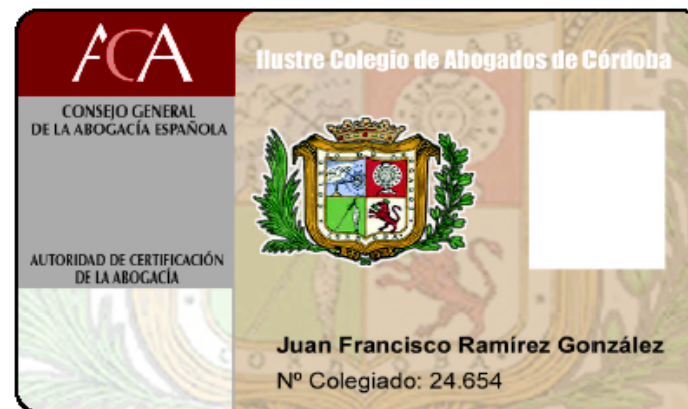 ACA
Ilustre Colegio de Abogados de Córdoba
CONSEJO GENERAL
DE LA ABOGACÍA ESPAÑOLA
AUTORIDAD DE CERTIFICACIÓN
DE LA ABOGACÍA
Juan Francisco Ramírez González
Nº Colegiado: 24.654